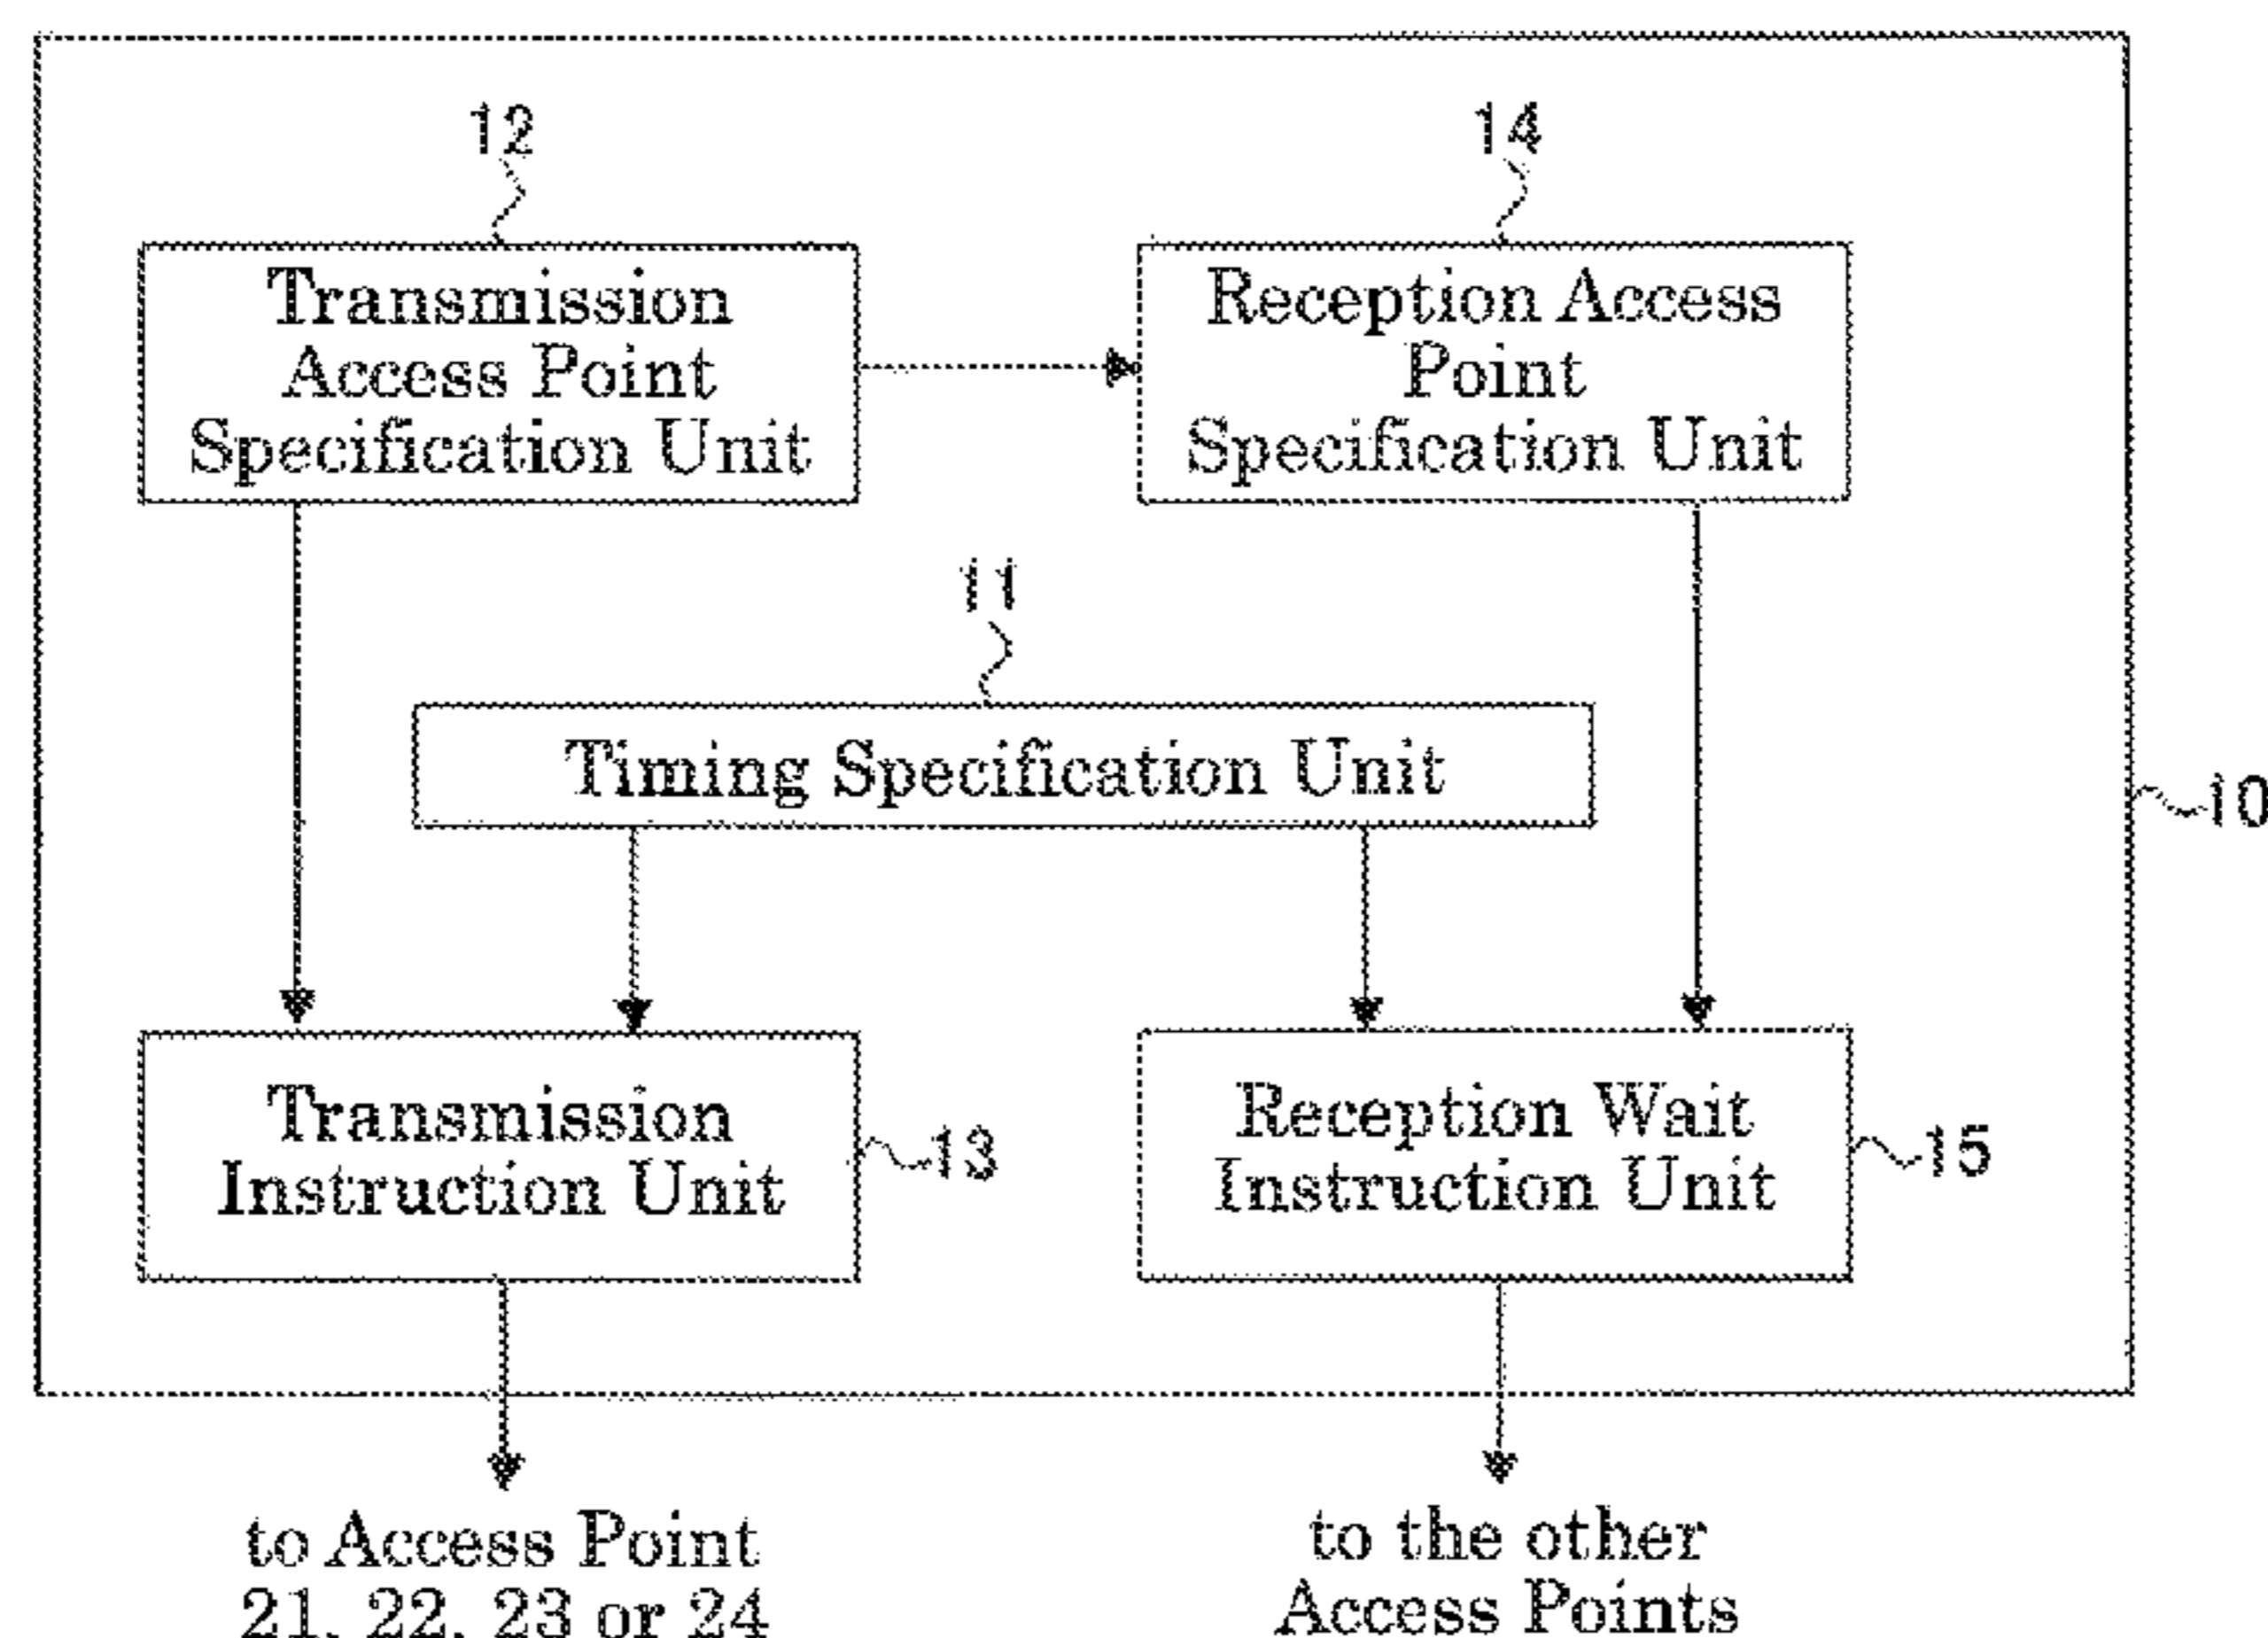 12
14
Transmission
Access Point
Specification Unit
Reception Access
Point
Specification Unit
11
Timing Specification Unit
10
Transmission
Instruction Unit
13
Reception Wait
Instruction Unit
15
to Access Point
21, 22, 23 or 24
to the other
Access Points